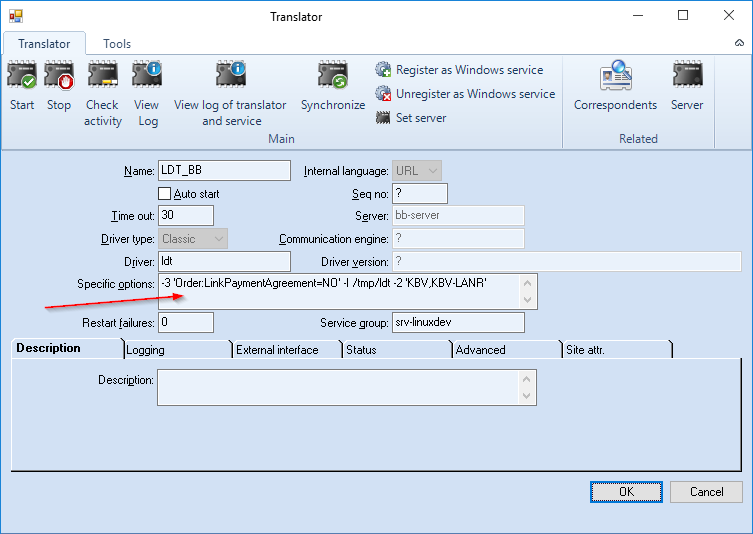 Translator
Translator Tools
Start Stop Check activity View Log View log of translator and service Synchronize
Register as Windows service
Unregister as Windows service
Set server
Correspondents Server
Main Related
Name: LDT_BB Internal language: URL
Auto start Seq no: ?
Time out: 30 Server: bb-server
Driver type: Classic Communication engine: ?
Driver: ldt Driver version: ?
Specific options: -3 'Order:LinkPaymentAgreement=NO' -l /tmp/ldt -2 'KBV,KBV-LANR'
Restart failures: 0 Service group: srv-linuxdev
Description Logging External interface Status Advanced Site attr.
Description:
OK Cancel